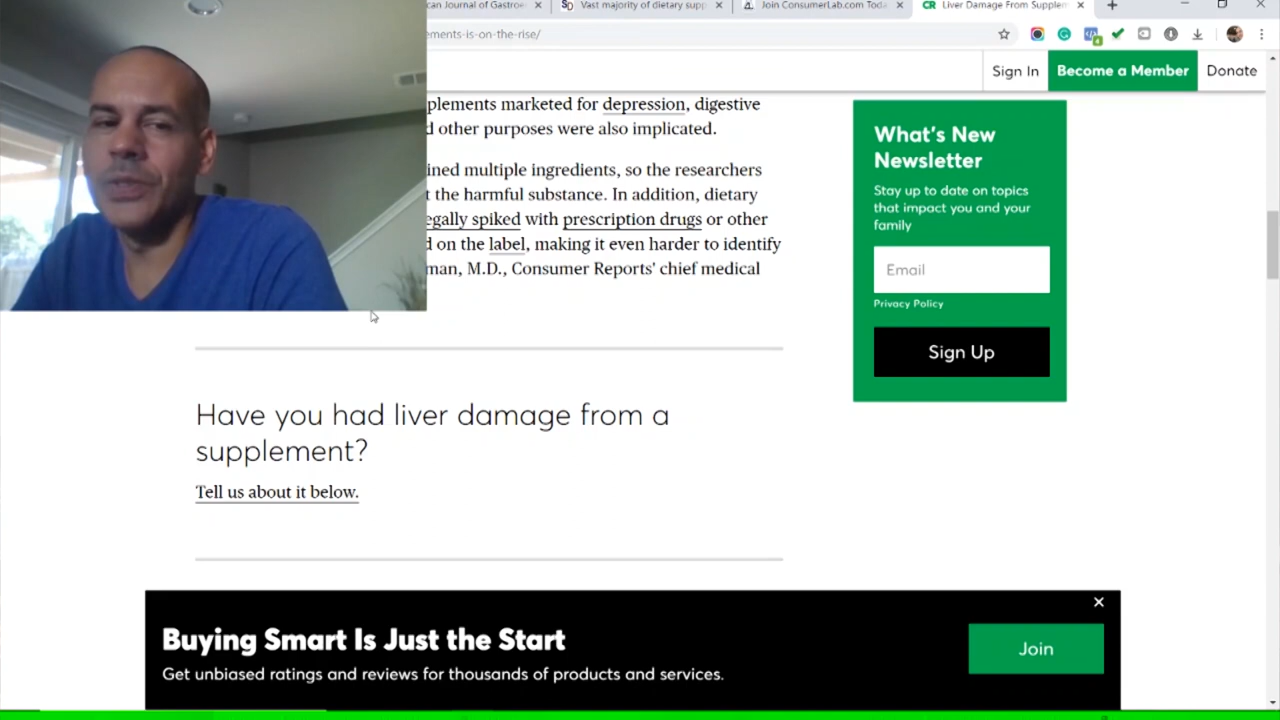 can Journal of Gastroe
Vast majority of dietary supp
Join ConsumerLab.com Toda
CR Liver Damage From Supplem
ements-is-on-the-rise/
Sign In
Become a Member
Donate
plements marketed for depression, digestive
d other purposes were also implicated.
ined multiple ingredients, so the researchers
t the harmful substance. In addition, dietary
egally spiked with prescription drugs or other
d on the label, making it even harder to identify
man, M.D., Consumer Reports' chief medical
What's New
Newsletter
Stay up to date on topics
that impact you and your
family
Email
Privacy Policy
Sign Up
Have you had liver damage from a
supplement?
Tell us about it below.
Buying Smart Is Just the Start
Get unbiased ratings and reviews for thousands of products and services.
Join